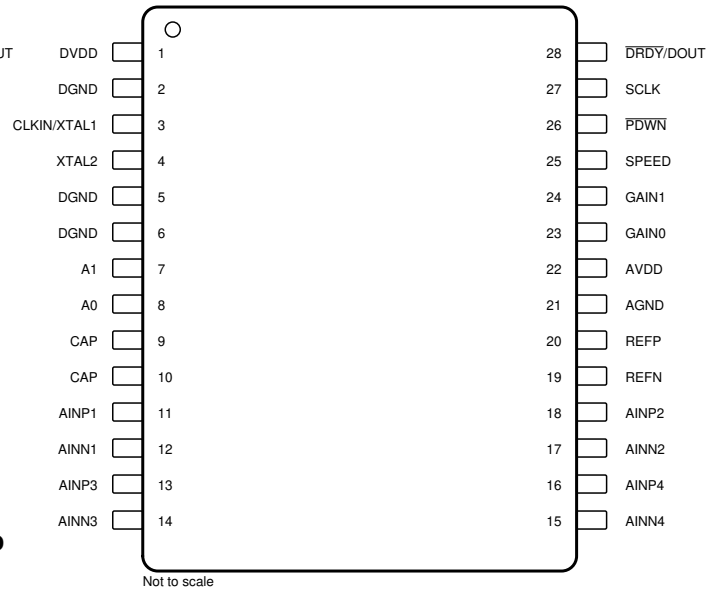 UT DVDD 1 28 DRDY/DOUT
DGND 2 27 SCLK
CLKIN/XTAL1 3 26 PDWN
XTAL2 4 25 SPEED
DGND 5 24 GAIN1
DGND 6 23 GAIN0
A1 7 22 AVDD
A0 8 21 AGND
CAP 9 20 REFP
CAP 10 19 REFN
AINP1 11 18 AINP2
AINN1 12 17 AINN2
AINP3 13 16 AINP4
AINN3 14 15 AINN4
Not to scale